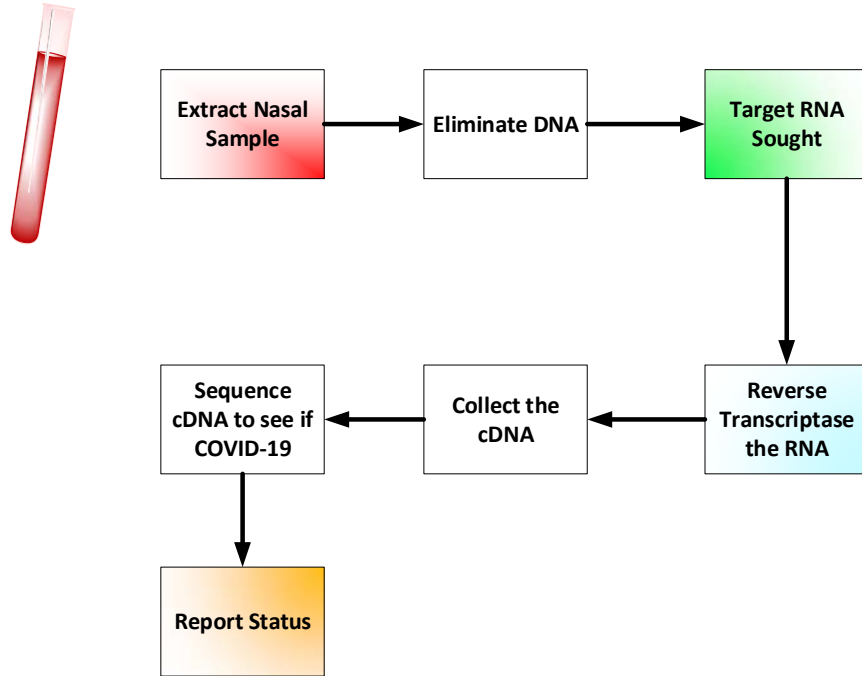 Extract Nasal
Sample
Eliminate DNA
Target RNA
Sought
Reverse
Transcriptase
the RNA
Collect the
cDNA
Sequence
cDNA to see if
COVID-19
Report Status